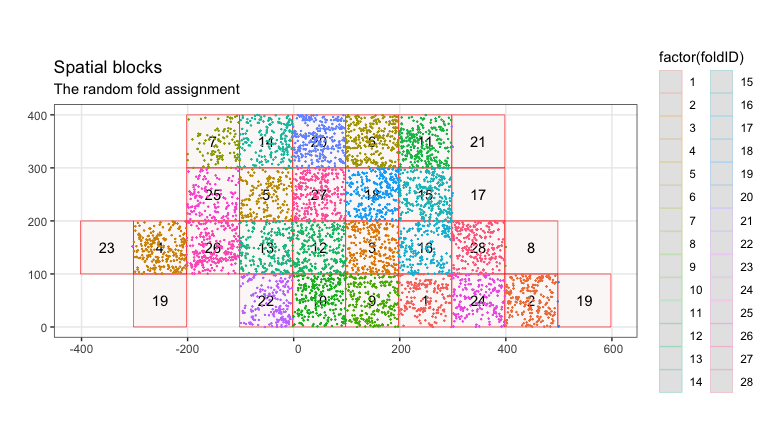 Spatial blocks
The random fold assignment
400
300
200
100
0
7 14 20 6 11 21
25 5 27 18 15 17
23 4 26 13 12 3 16 8
28
19 22 10 9 1 24 2 19
-400 -200 0 200 400 600
factor(foldID)
1 15
2 16
3 17
4 18
5 19
6 20
7 21
8 22
9 23
10 24
11 25
12 26
13 27
14 28